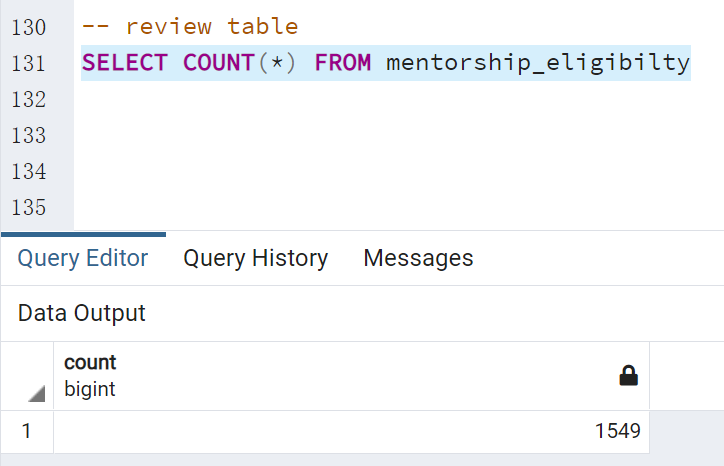 130 -- review table
131 SELECT COUNT(*) FROM mentorship_eligibilty
132
133
134
135
Query Editor Query History Messages
Data Output
count
bigint
1 1549